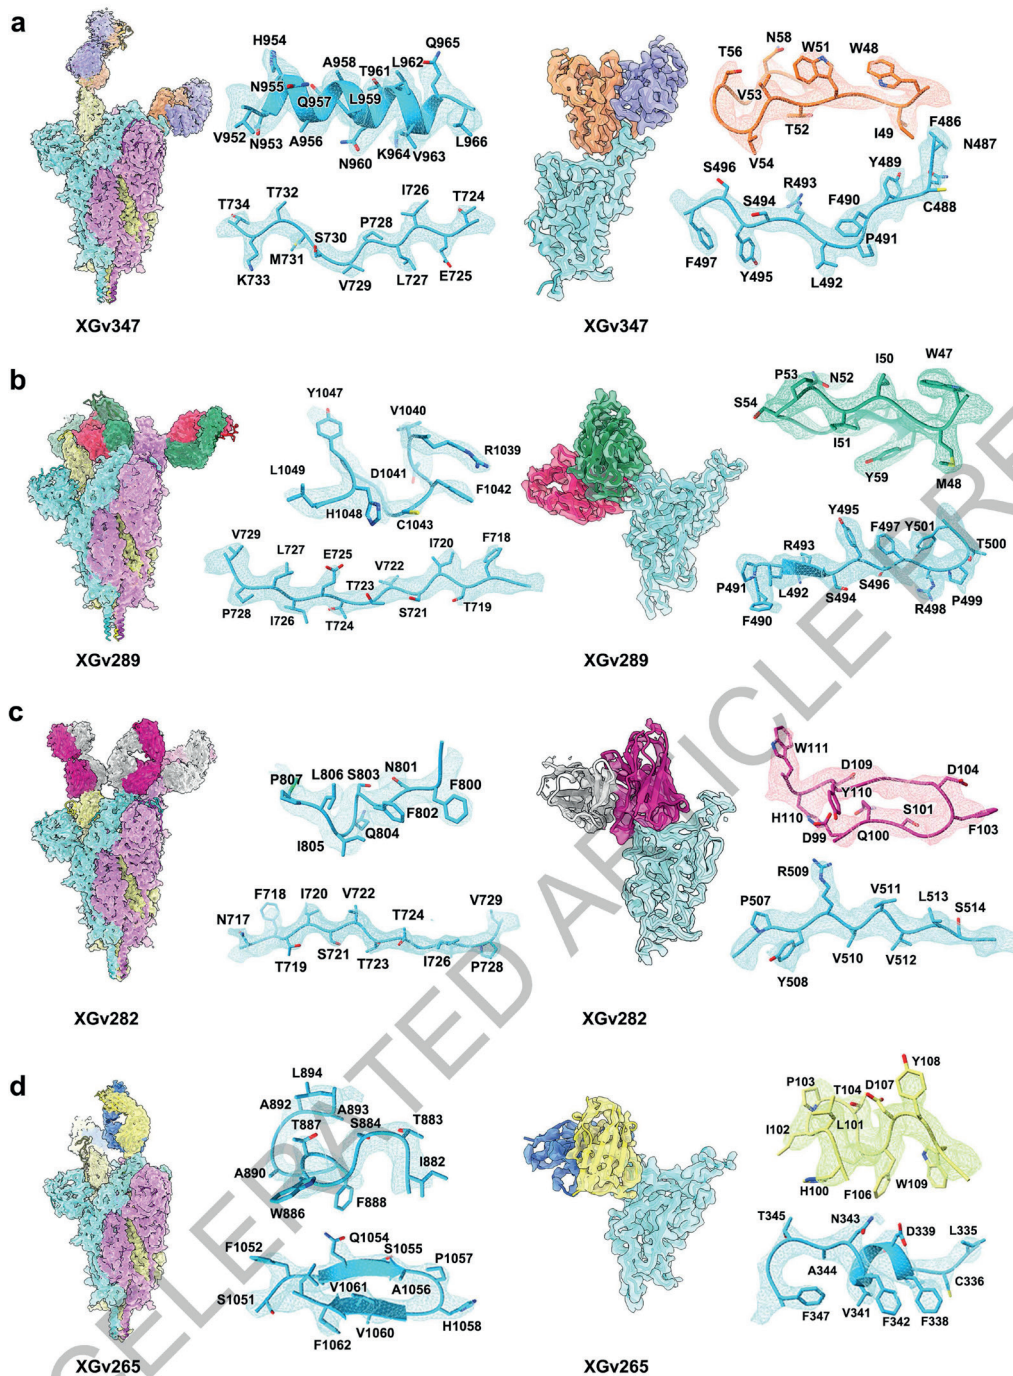 a
H954
N955
Q957
A958
T961
L959
L962
Q965
V952
N953
A956
N960
K964
V963
L966
T734
T732
K733
M731
S730
P728
V729
I726
L727
T724
E725
XGv347
T56
N58
W51
W48
V53
T52
V54
I49
F486
N487
S496
S494
R493
Y489
F490
C488
P491
F497
Y495
L492
XGv347
b
Y1047
V1040
R1039
L1049
D1041
F1042
H1048
C1043
V729
L727
E725
V722
I720
F718
T723
P728
I726
T724
S721
T719
XGv289
P53
N52
I50
W47
S54
I51
Y59
M48
Y495
F497
Y501
T500
R493
P491
L492
S496
S494
F490
R498
P499
XGv289
c
P807
L806
S803
N801
F800
F802
Q804
I805
N717
F718
I720
V722
T724
V729
T719
S721
T723
I726
P728
XGv282
W111
D109
D104
Y110
S101
H110
D99
Q100
F103
R509
P507
V511
L513
S514
Y508
V510
V512
XGv282
d
L894
A892
A893
T887
S884
T883
A890
I882
W886
F888
F1052
Q1054
S1055
P1057
V1061
A1056
S1051
V1060
H1058
F1062
XGv265
Y108
P103
T104
D107
I102
L101
H100
F106
W109
T345
N343
D339
L335
A344
C336
F347
V341
F342
F338
XGv265
CELERATED ARTICLE PRE